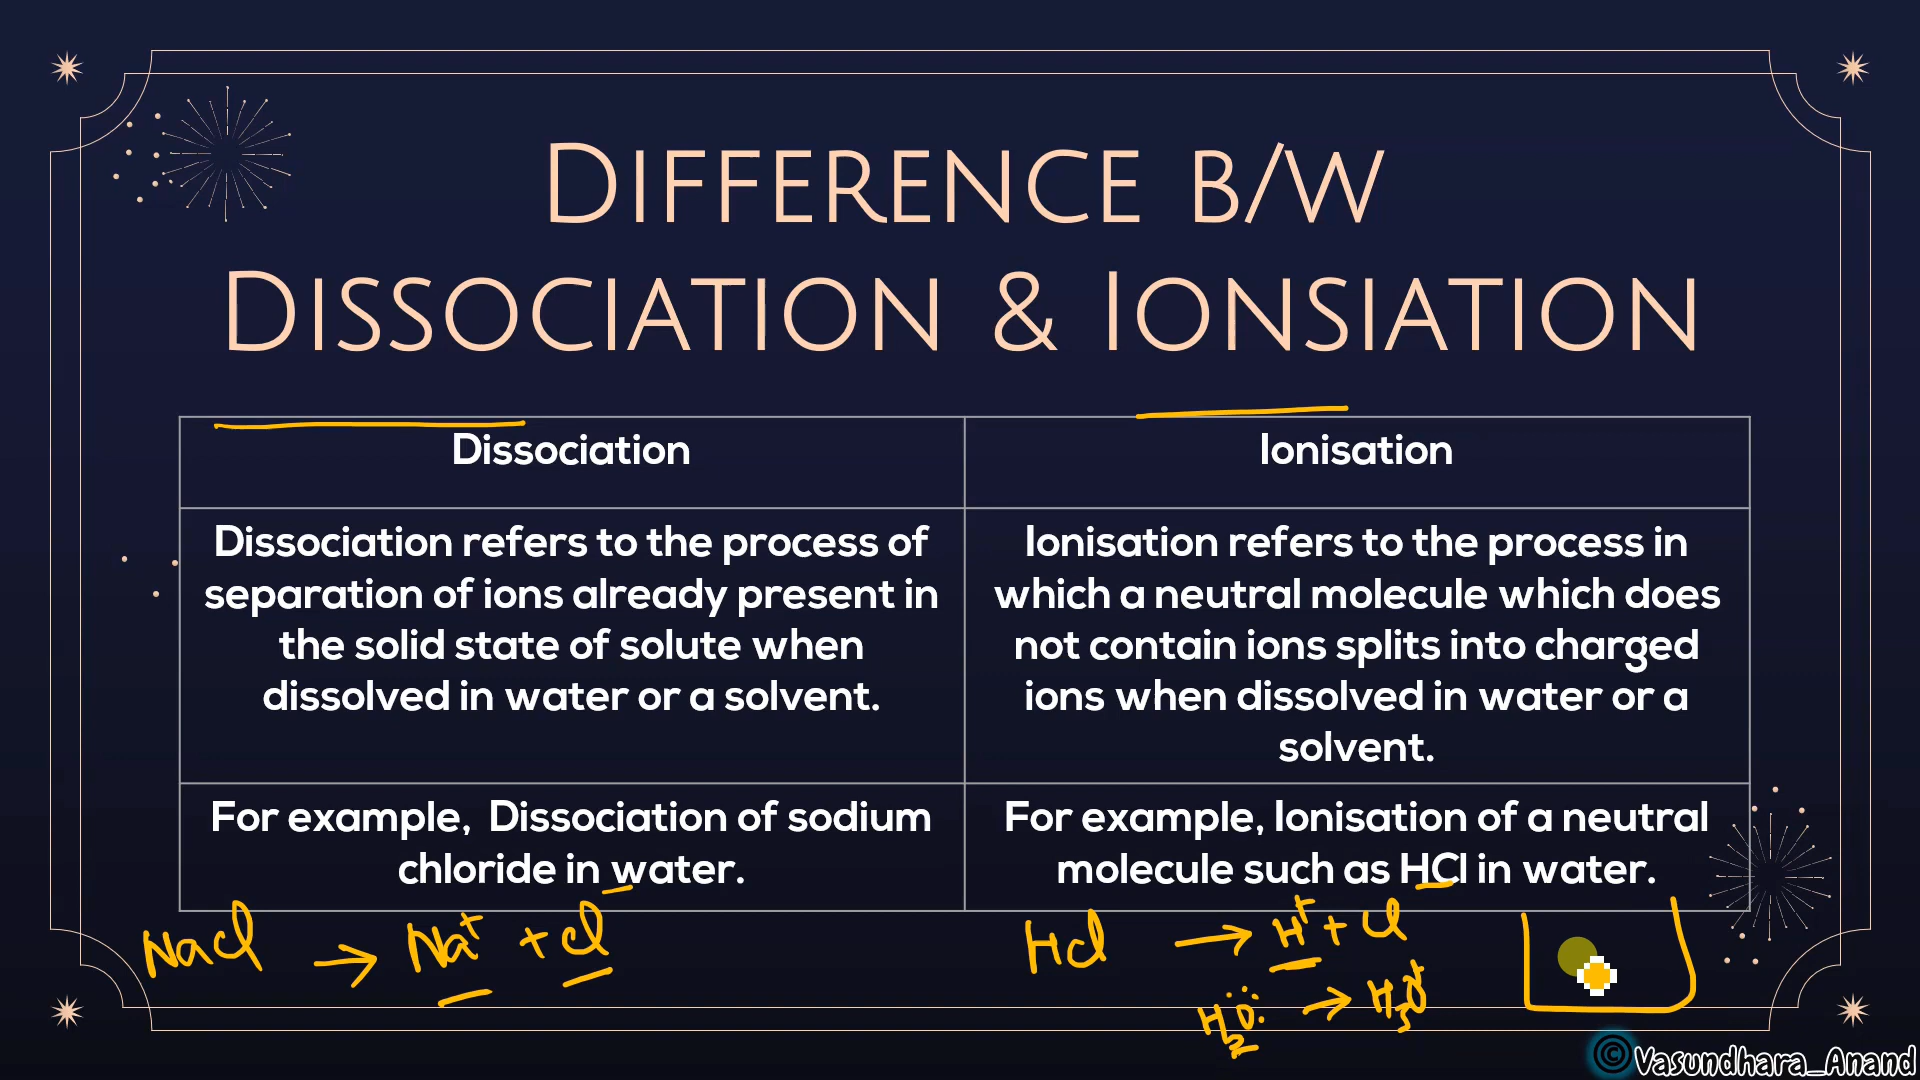 DIFFERENCE B/W
DISSOCIATION & IONSIATION
Dissociation
Ionisation
Dissociation refers to the process of
separation of ions already present in
the solid state of solute when
dissolved in water or a solvent.
Ionisation refers to the process in
which a neutral molecule which does
not contain ions splits into charged
ions when dissolved in water or a
solvent.
For example, Dissociation of sodium
chloride in water.
For example, Ionisation of a neutral
molecule such as HCl in water.
NaCl → Na⁺ + Cl⁻
HCl → H⁺ + Cl⁻
H₂O → H₃O⁺
© Vasundhara_Anand